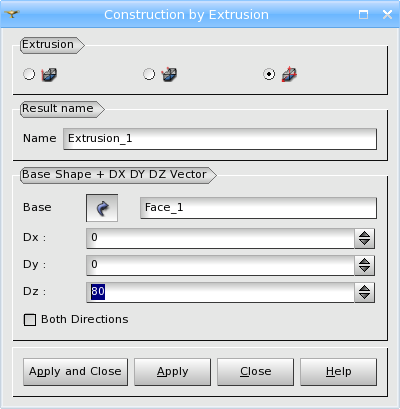 Construction by Extrusion
Extrusion
Result name
Name Extrusion_1
Base Shape + DX DY DZ Vector
Base Face_1
Dx : 0
Dy : 0
Dz : 80
Both Directions
Apply and Close Apply Close Help